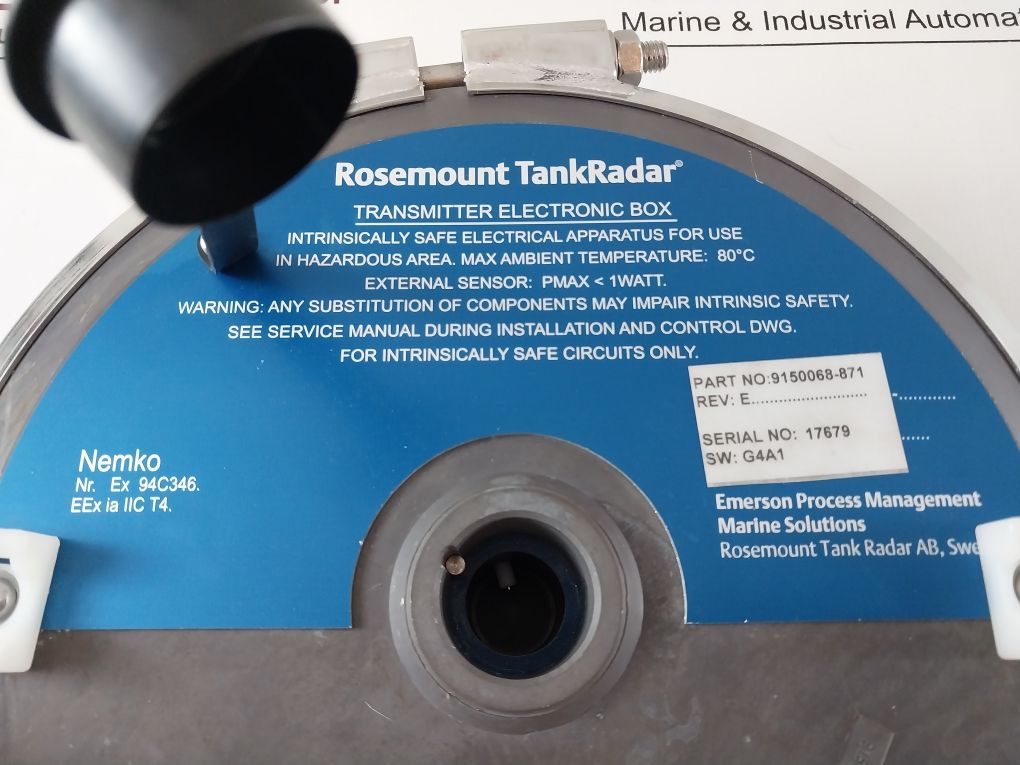 Marine & Industrial Automat
Rosemount TankRadar®
TRANSMITTER ELECTRONIC BOX
INTRINSICALLY SAFE ELECTRICAL APPARATUS FOR USE
IN HAZARDOUS AREA. MAX AMBIENT TEMPERATURE: 80°C
EXTERNAL SENSOR: PMAX < 1WATT.
WARNING: ANY SUBSTITUTION OF COMPONENTS MAY IMPAIR INTRINSIC SAFETY.
SEE SERVICE MANUAL DURING INSTALLATION AND CONTROL DWG.
FOR INTRINSICALLY SAFE CIRCUITS ONLY.
PART NO:9150068-871
REV: E.........................
SERIAL NO: 17679
SW: G4A1
Nemko
Nr. Ex 94C346.
EEx ia IIC T4.
Emerson Process Management
Marine Solutions
Rosemount Tank Radar AB, Swe